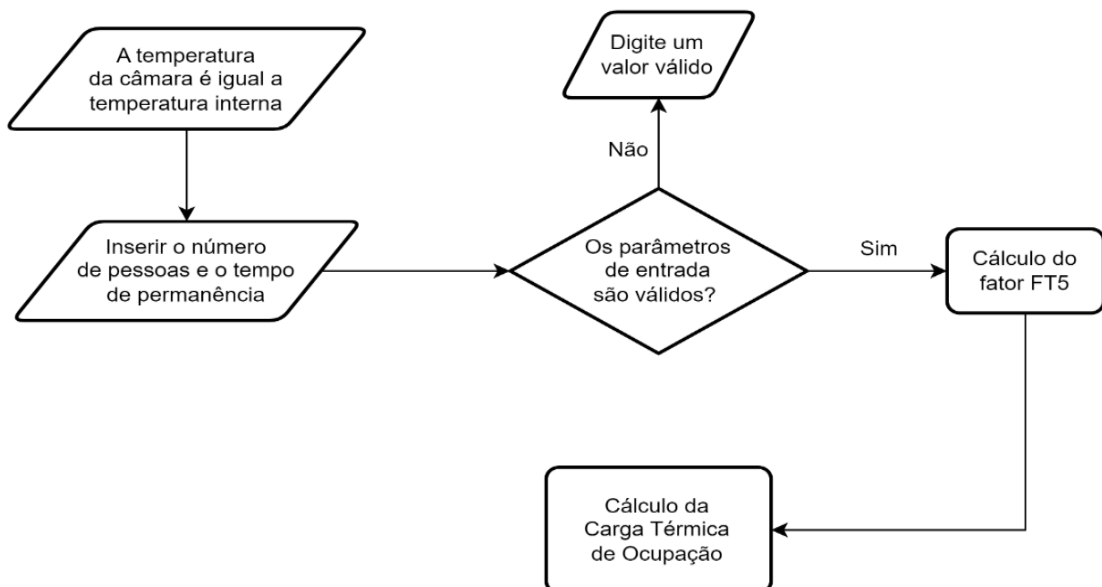 A temperatura
da câmara é igual a
temperatura interna
Inserir o número
de pessoas e o tempo
de permanência
Digite um
valor válido
Não
Os parâmetros
de entrada
são válidos?
Sim
Cálculo do
fator FT5
Cálculo da
Carga Térmica
de Ocupação